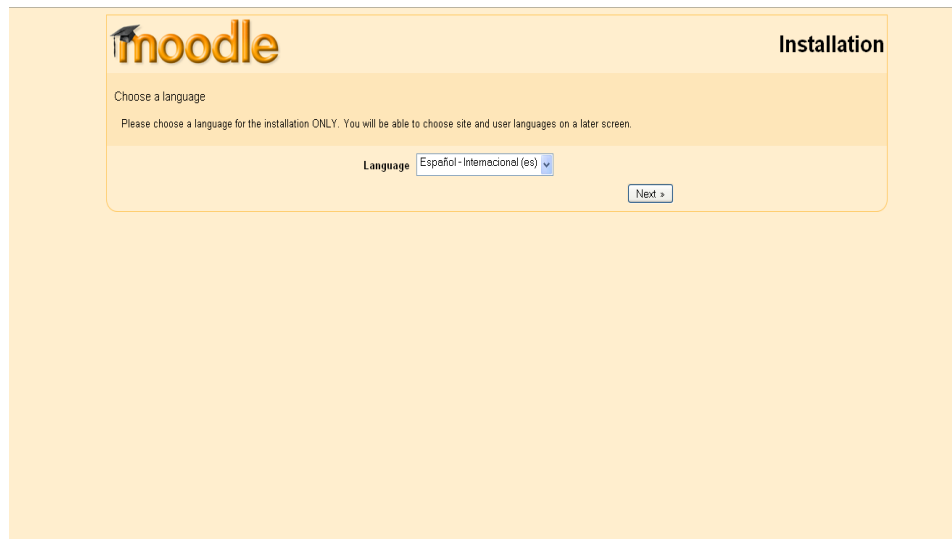 moodle
Installation
Choose a language
Please choose a language for the installation ONLY. You will be able to choose site and user languages on a later screen.
Language Español - Internacional (es)
Next »